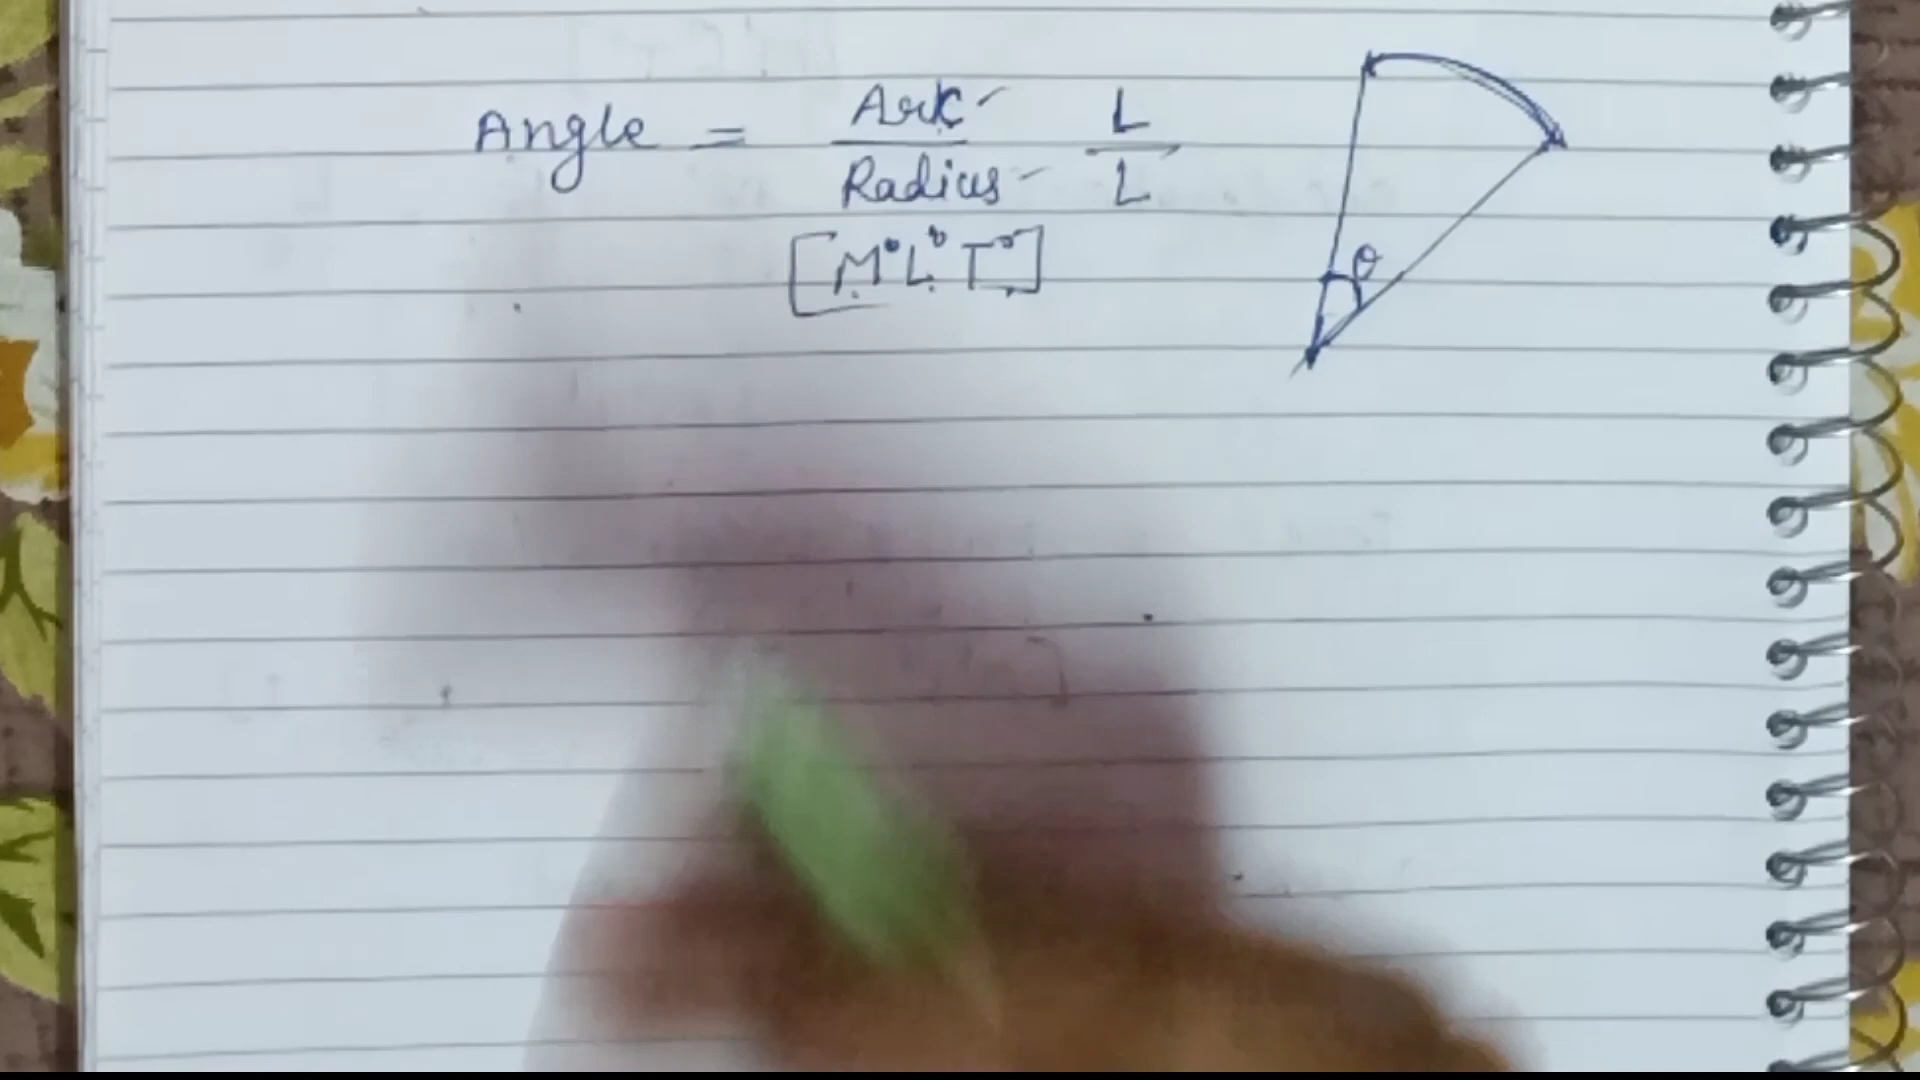 Angle = Arc / Radius L / L
[M⁰L⁰T⁰]
θ